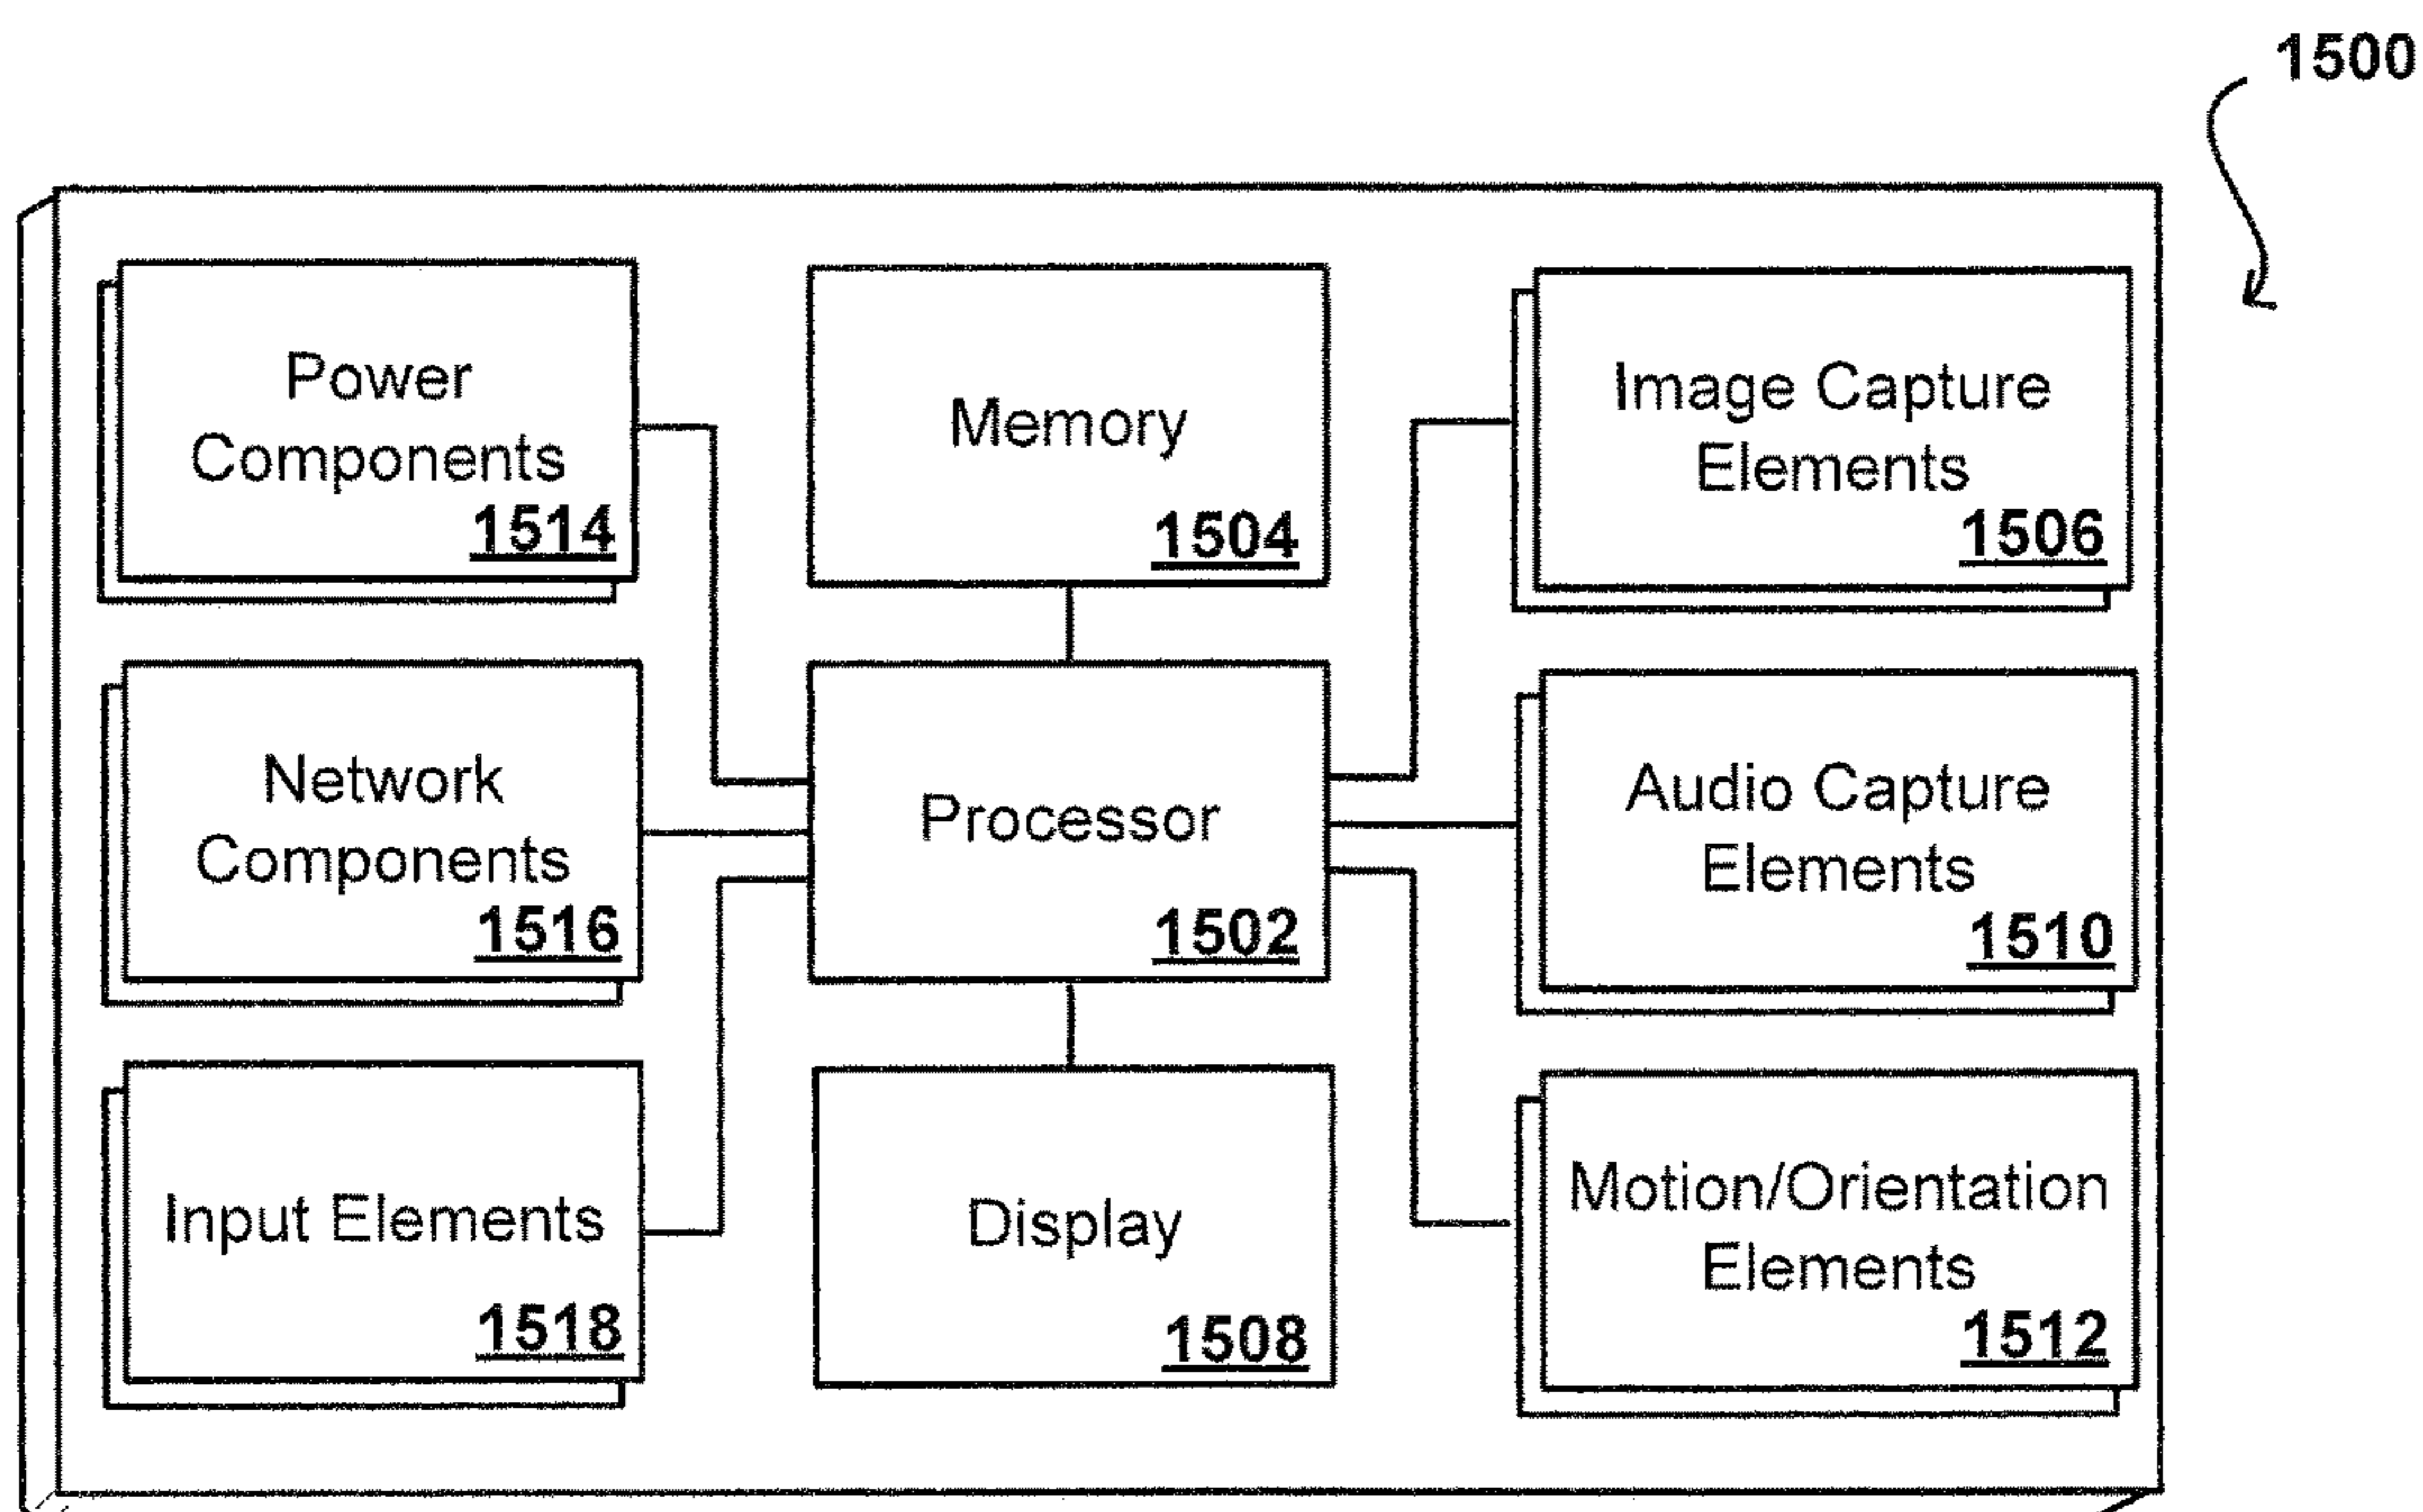 1500
Power
Components
1514
Memory
1504
Image Capture
Elements
1506
Network
Components
1516
Processor
1502
Audio Capture
Elements
1510
Input Elements
1518
Display
1508
Motion/Orientation
Elements
1512